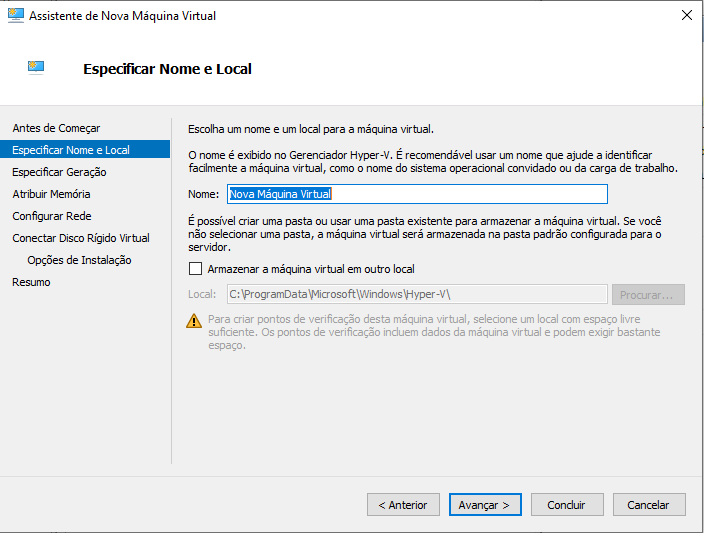 Assistente de Nova Máquina Virtual
Especificar Nome e Local
Antes de Começar
Especificar Nome e Local
Especificar Geração
Atribuir Memória
Configurar Rede
Conectar Disco Rígido Virtual
Opções de Instalação
Resumo
Escolha um nome e um local para a máquina virtual.
O nome é exibido no Gerenciador Hyper-V. É recomendável usar um nome que ajude a identificar
facilmente a máquina virtual, como o nome do sistema operacional convidado ou da carga de trabalho.
Nome: Nova Máquina Virtual
É possível criar uma pasta ou usar uma pasta existente para armazenar a máquina virtual. Se você
não selecionar uma pasta, a máquina virtual será armazenada na pasta padrão configurada para o
servidor.
Armazenar a máquina virtual em outro local
Local: C:\ProgramData\Microsoft\Windows\Hyper-V\ Procurar...
Para criar pontos de verificação desta máquina virtual, selecione um local com espaço livre
suficiente. Os pontos de verificação incluem dados da máquina virtual e podem exigir bastante
espaço.
< Anterior Avançar > Concluir Cancelar